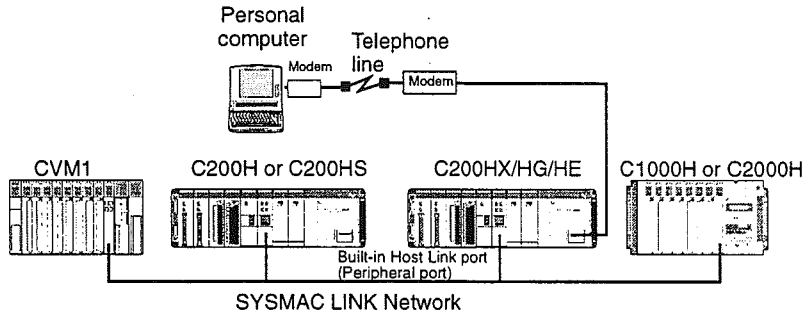 Personal
computer
Modem
Telephone
line
Modem
CVM1
C200H or C200HS
C200HX/HG/HE
C1000H or C2000H
Built-in Host Link port
(Peripheral port)
SYSMAC LINK Network